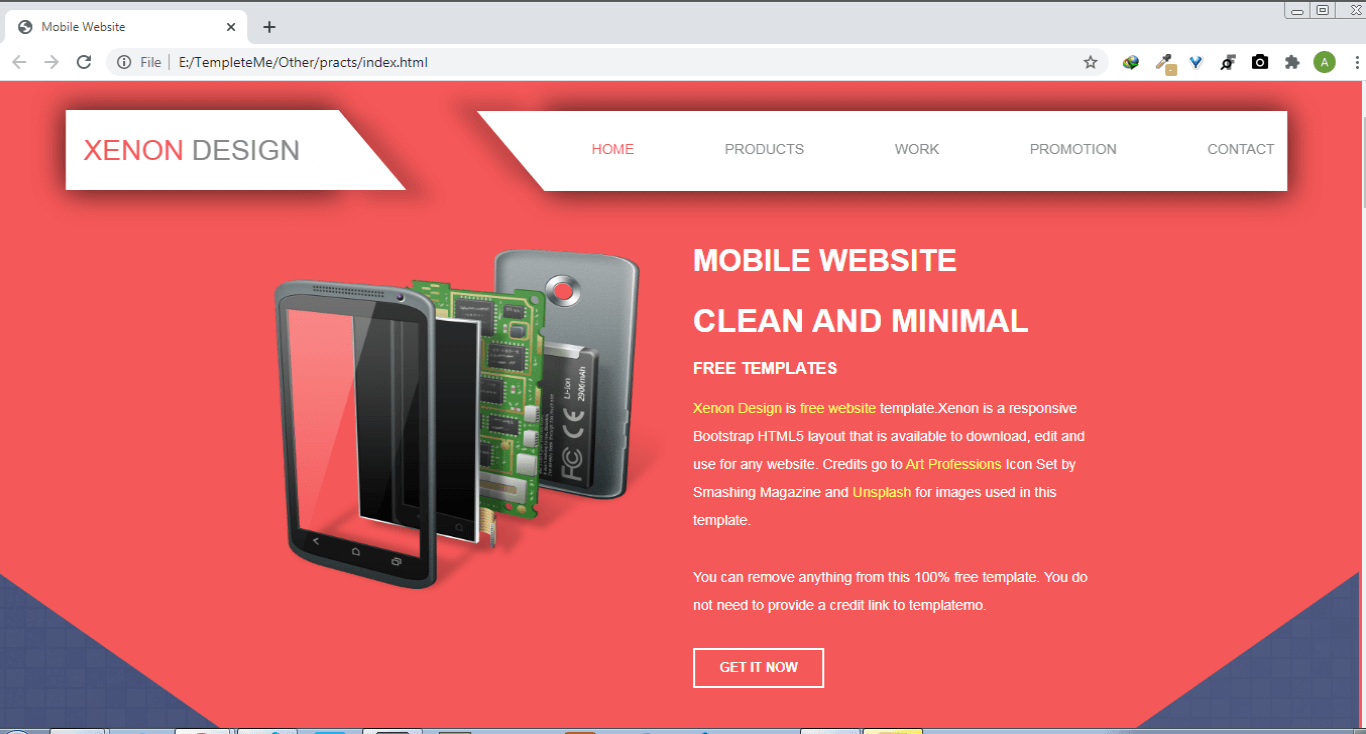 Mobile Website
File
E:/TempleteMe/Other/practs/index.html
A
XENON DESIGN
HOME PRODUCTS WORK PROMOTION CONTACT
MOBILE WEBSITE
CLEAN AND MINIMAL
FREE TEMPLATES
Xenon Design is free website template.Xenon is a responsive
Bootstrap HTML5 layout that is available to download, edit and
use for any website. Credits go to Art Professions Icon Set by
Smashing Magazine and Unsplash for images used in this
template.
You can remove anything from this 100% free template. You do
not need to provide a credit link to templatemo.
GET IT NOW
Li-ion
2906mAh
FC CE